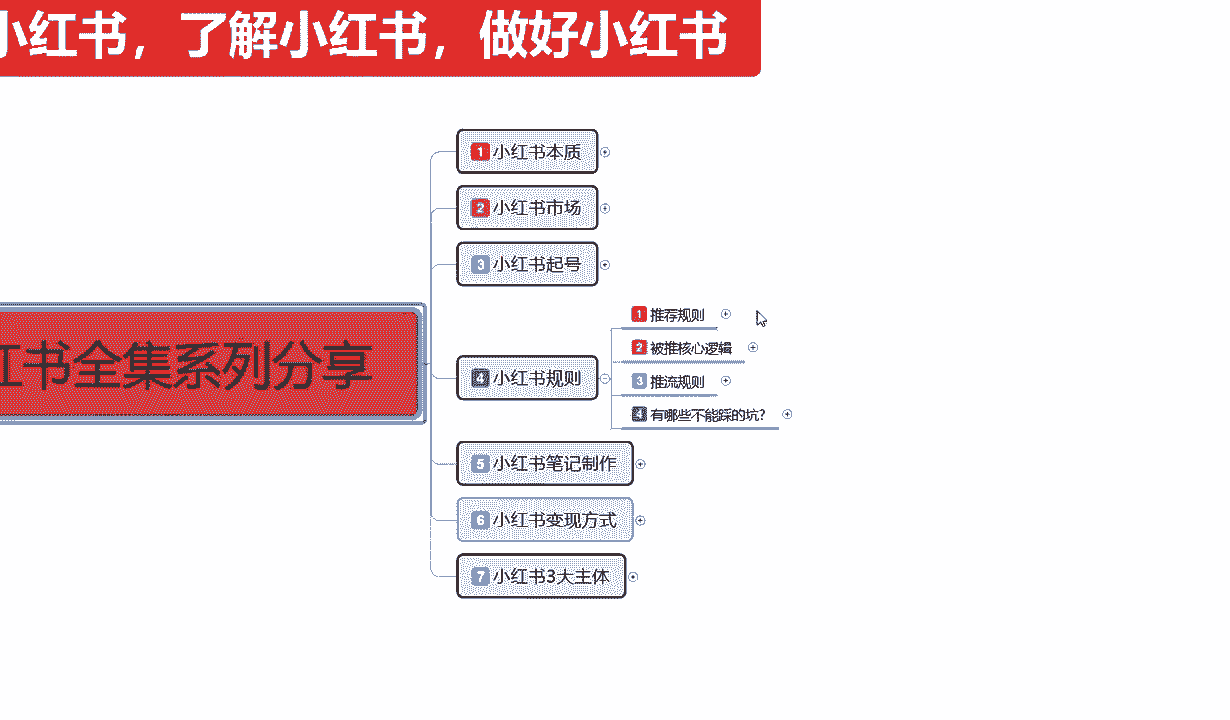 小红书，了解小红书，做好小红书
1 小红书本质
2 小红书市场
3 小红书起号
1 推荐规则
2 被推核心逻辑
红书全集系列分享
4 小红书规则
3 推流规则
4 有哪些不能踩的坑?
5 小红书笔记制作
6 小红书变现方式
7 小红书3大主体